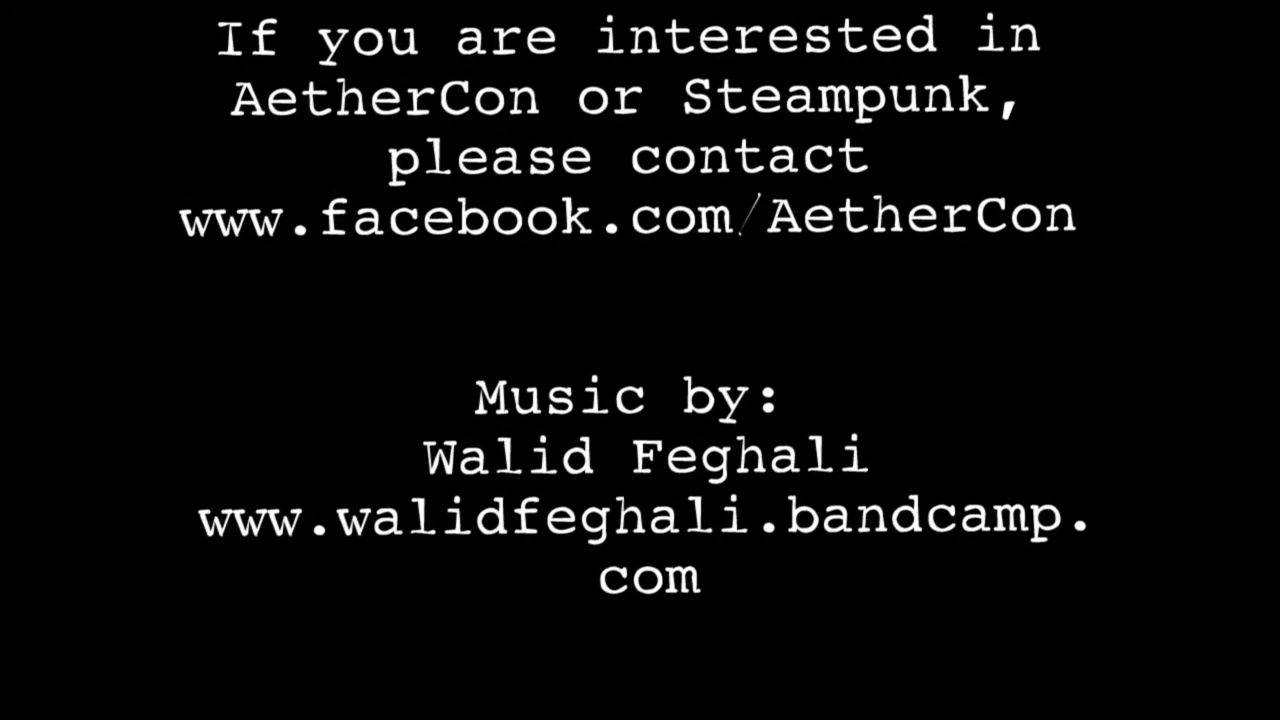 If you are interested in
AetherCon or Steampunk,
please contact
www.facebook.com/AetherCon
Music by:
Walid Feghali
www.walidfeghali.bandcamp.
com